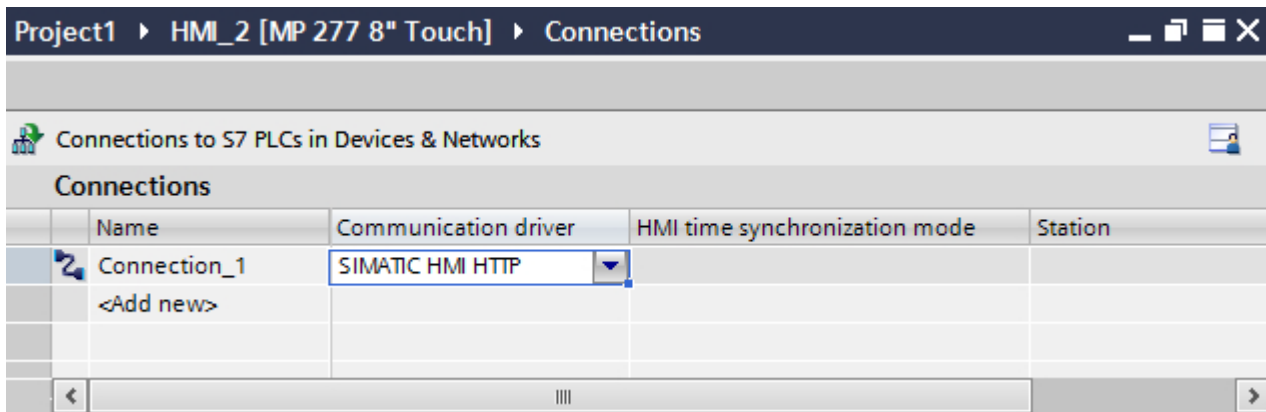 Project1 ▸ HMI_2 [MP 277 8" Touch] ▸ Connections
Connections to S7 PLCs in Devices & Networks
Connections
Name Communication driver HMI time synchronization mode Station
Connection_1 SIMATIC HMI HTTP
<Add new>